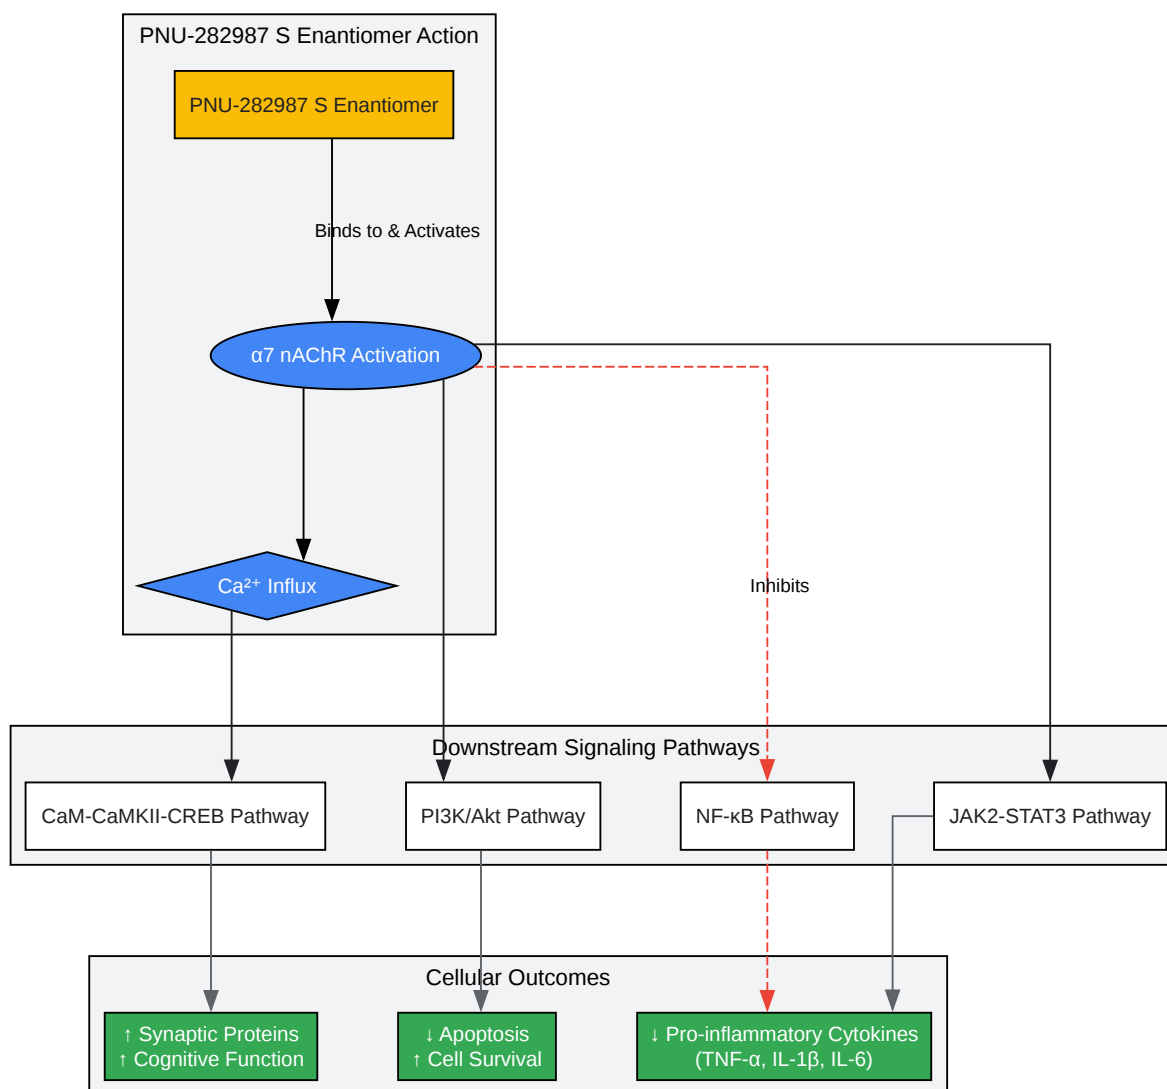 PNU-282987 S Enantiomer Action
PNU-282987 S Enantiomer
Binds to & Activates
α7 nAChR Activation
Ca²⁺ Influx
Inhibits
Downstream Signaling Pathways
CaM-CaMKII-CREB Pathway
PI3K/Akt Pathway
NF-κB Pathway
JAK2-STAT3 Pathway
Cellular Outcomes
↑ Synaptic Proteins
↑ Cognitive Function
↓ Apoptosis
↑ Cell Survival
↓ Pro-inflammatory Cytokines
(TNF-α, IL-1β, IL-6)